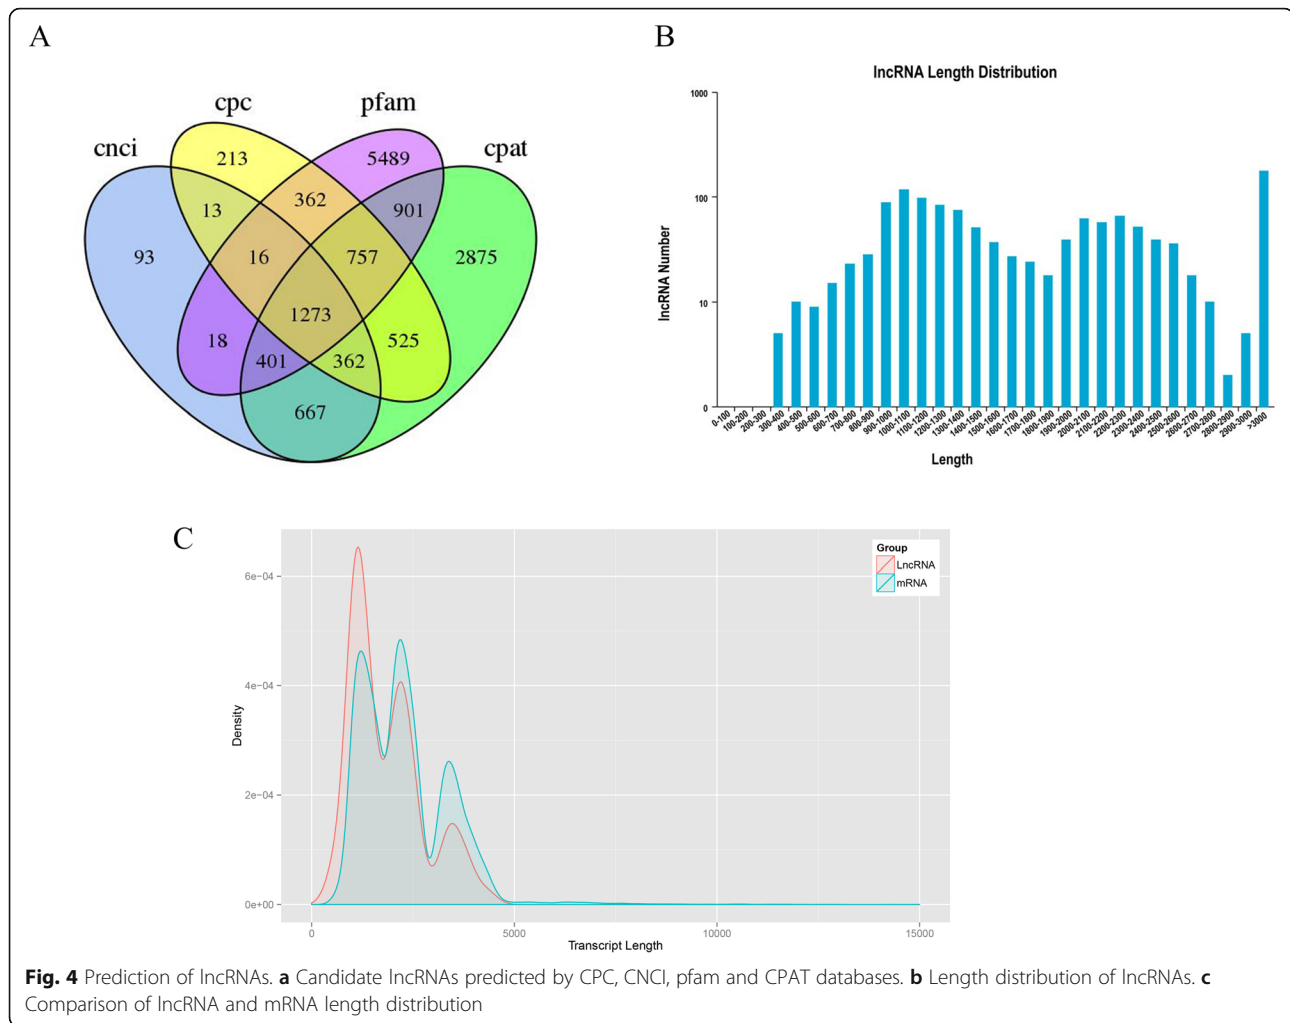 A
cnci
cpc
pfam
cpat
213
5489
13
362
901
93
16
757
2875
1273
18
401
362
525
667
B
lncRNA Length Distribution
lncRNA Number
1000
100
10
0
0-100
100-200
200-300
300-400
400-500
500-600
600-700
700-800
800-900
900-1000
1000-1100
1100-1200
1200-1300
1300-1400
1400-1500
1500-1600
1600-1700
1700-1800
1800-1900
1900-2000
2000-2100
2100-2200
2200-2300
2300-2400
2400-2500
2500-2600
2600-2700
2700-2800
2800-2900
2900-3000
>3000
Length
C
Density
6e−04
4e−04
2e−04
0e+00
0
5000
10000
15000
Transcript Length
Group
LncRNA
mRNA
Fig. 4 Prediction of lncRNAs. a Candidate lncRNAs predicted by CPC, CNCI, pfam and CPAT databases. b Length distribution of lncRNAs. c
Comparison of lncRNA and mRNA length distribution